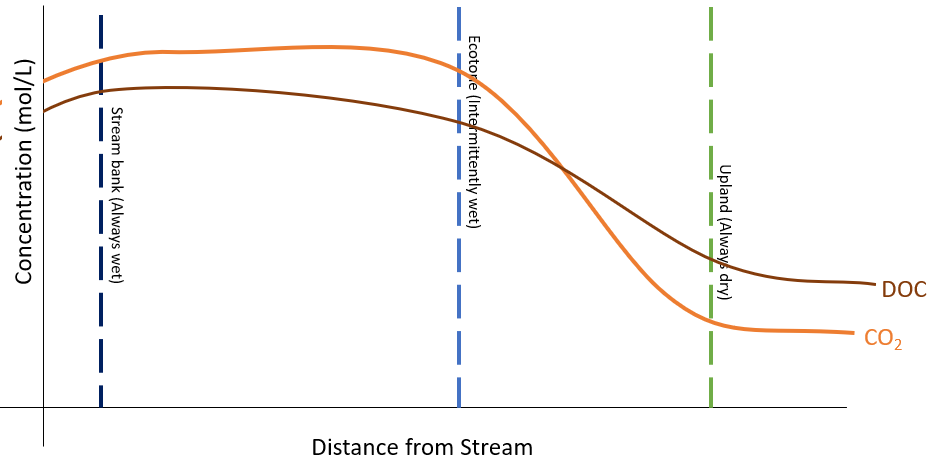 Concentration (mol/L)
Stream bank (Always wet)
Ecotone (Intermittently wet)
Upland (Always dry)
DOC
CO₂
Distance from Stream